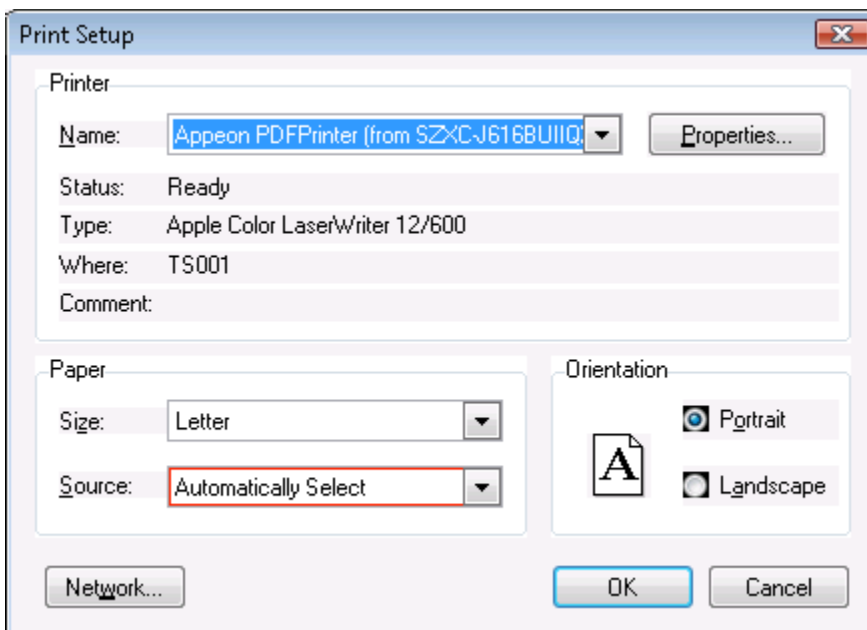 Print Setup
Printer
Name: Appeon PDFPrinter (from SZXC-J616BUIIQ Properties...
Status: Ready
Type: Apple Color LaserWriter 12/600
Where: TS001
Comment:
Paper
Size: Letter
Source: Automatically Select
Orientation
A
Portrait
Landscape
Network... OK Cancel